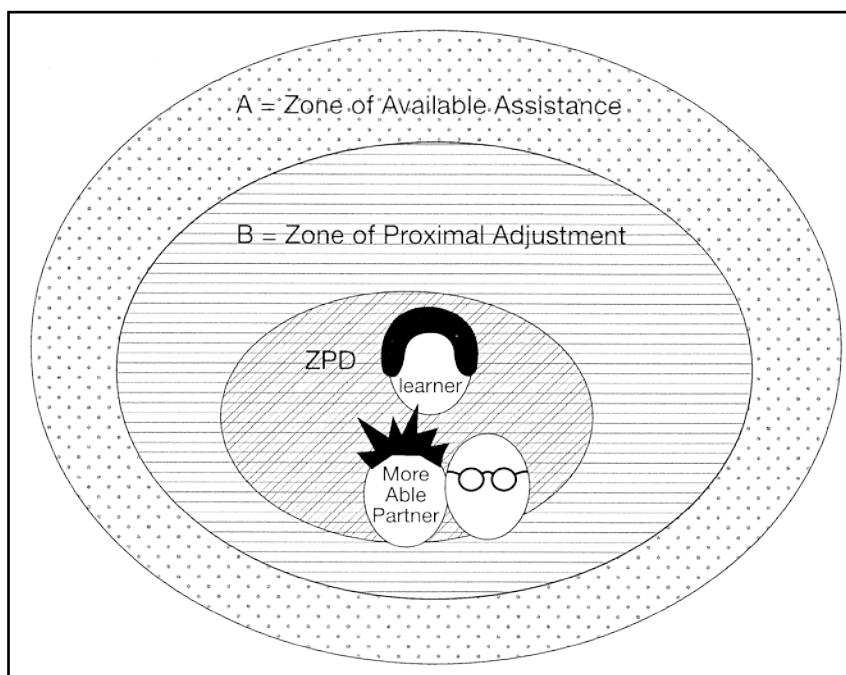 A = Zone of Available Assistance
B = Zone of Proximal Adjustment
ZPD
learner
More
Able
Partner